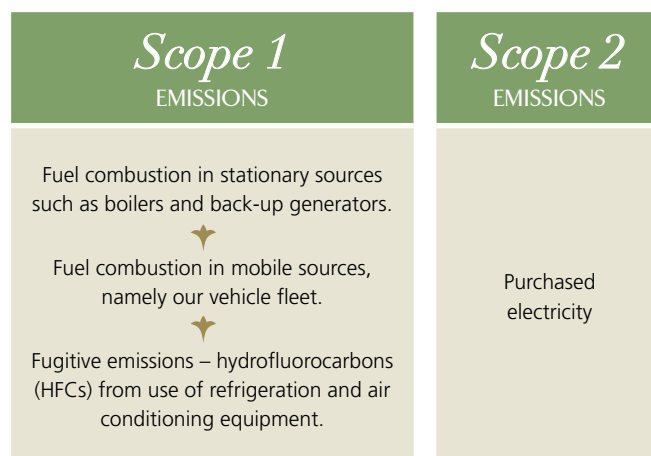 Scope 1
EMISSIONS
Fuel combustion in stationary sources
such as boilers and back-up generators.
Fuel combustion in mobile sources,
namely our vehicle fleet.
Fugitive emissions – hydrofluorocarbons
(HFCs) from use of refrigeration and air
conditioning equipment.
Scope 2
EMISSIONS
Purchased
electricity